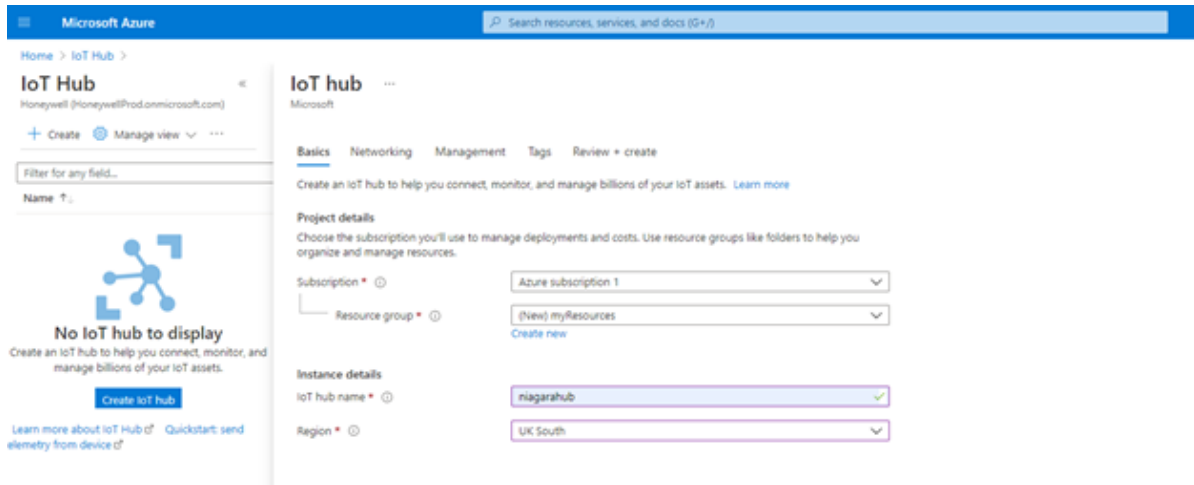 Microsoft Azure
Search resources, services, and docs (G+/)
Home > IoT Hub >
IoT Hub
«
Honeywell (HoneywellProd.onmicrosoft.com)
+ Create Manage view ...
Filter for any field...
Name ↑↓
No IoT hub to display
Create an IoT hub to help you connect, monitor, and
manage billions of your IoT assets.
Create IoT hub
Learn more about IoT Hub Quickstart: send
elemetry from device
IoT hub ...
Microsoft
Basics Networking Management Tags Review + create
Create an IoT hub to help you connect, monitor, and manage billions of your IoT assets. Learn more
Project details
Choose the subscription you'll use to manage deployments and costs. Use resource groups like folders to help you
organize and manage resources.
Subscription * Azure subscription 1
Resource group * (New) myResources
Create new
Instance details
IoT hub name * niagarahub
Region * UK South